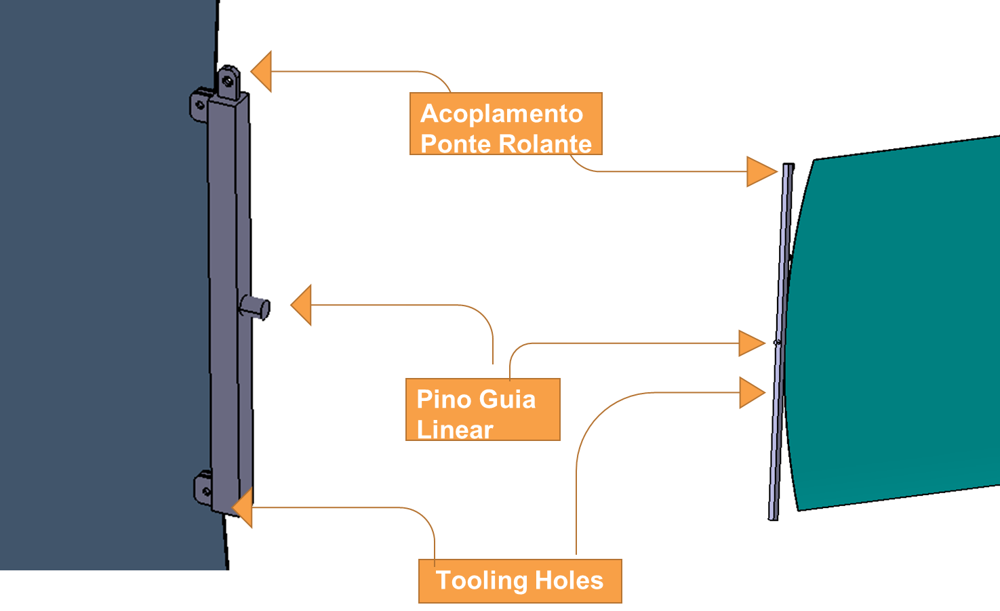 Acoplamento
Ponte Rolante
Pino Guia
Linear
Tooling Holes